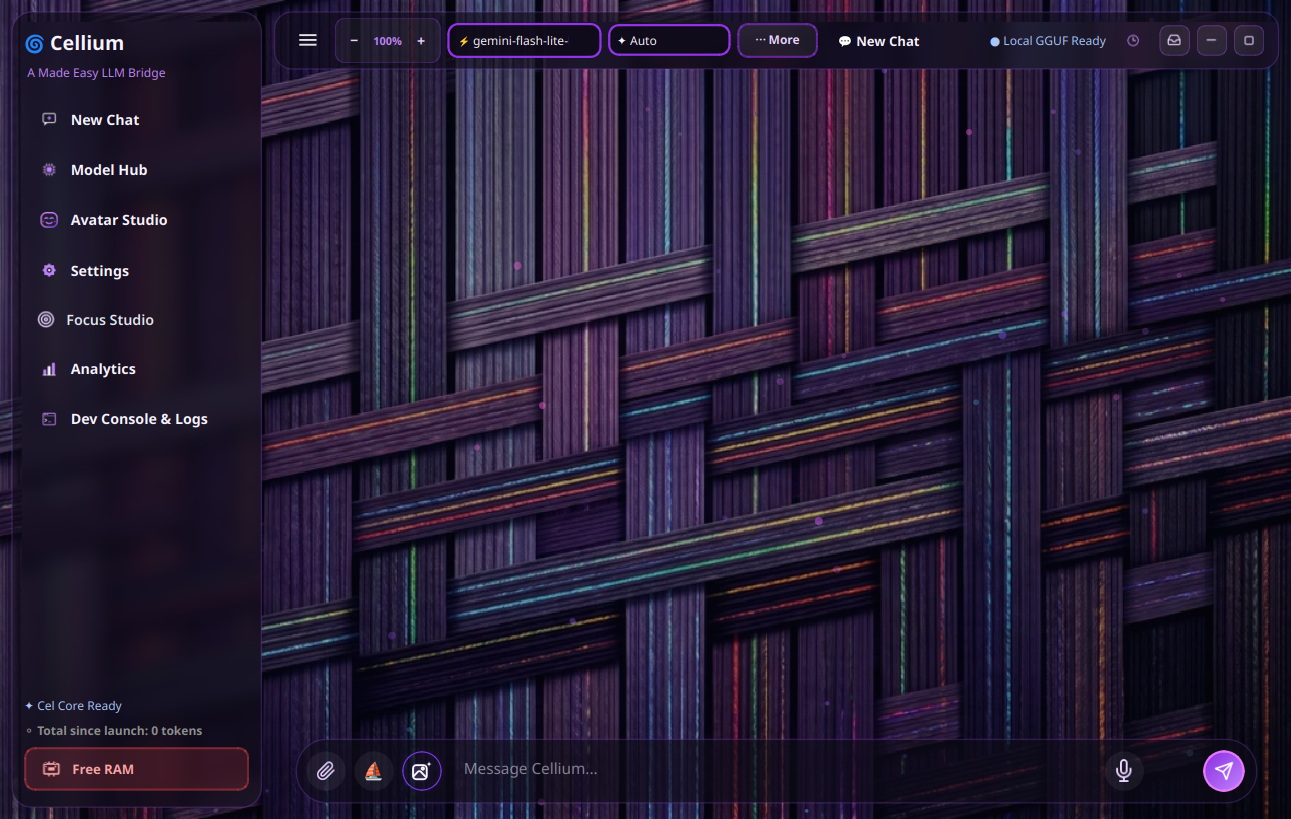 Cellium
A Made Easy LLM Bridge
New Chat
Model Hub
Avatar Studio
Settings
Focus Studio
Analytics
Dev Console & Logs
✦ Cel Core Ready
◦ Total since launch: 0 tokens
Free RAM
− 100% +
⚡ gemini-flash-lite-
✦ Auto
··· More
💬 New Chat
● Local GGUF Ready
Message Cellium...